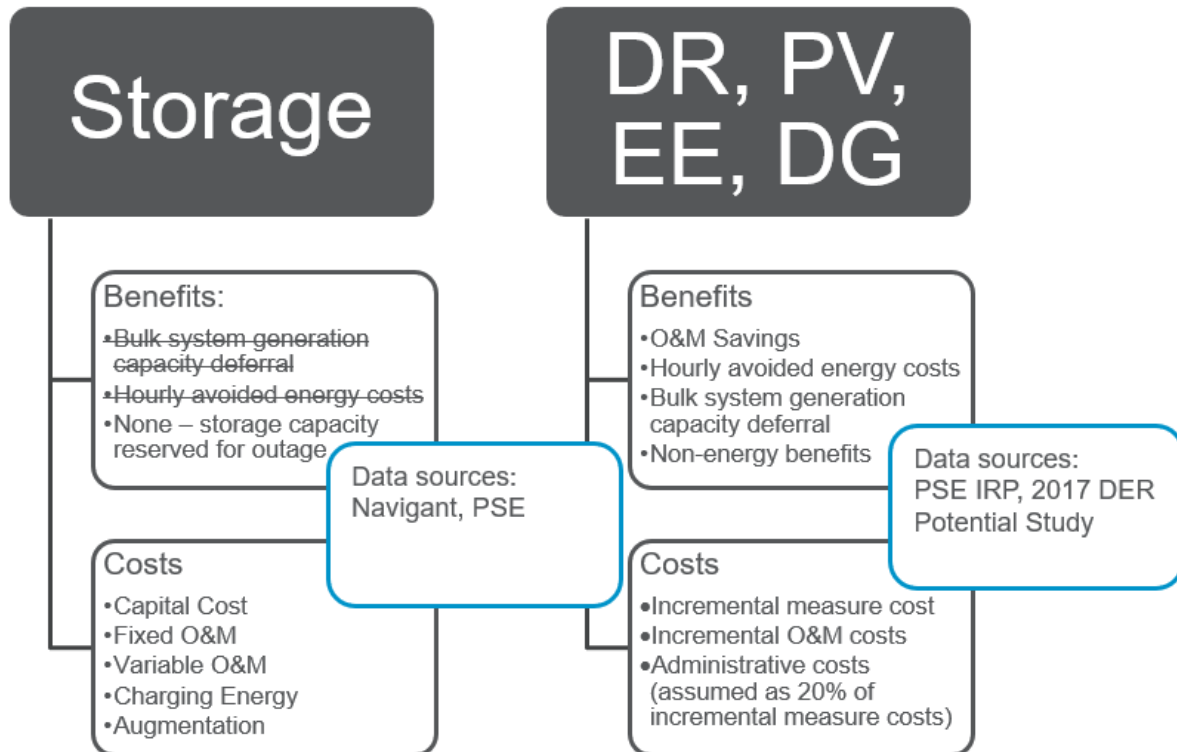 Storage
Benefits:
•Bulk system generation
capacity deferral
•Hourly avoided energy costs
•None – storage capacity
reserved for outage
Data sources:
Navigant, PSE
Costs
•Capital Cost
•Fixed O&M
•Variable O&M
•Charging Energy
•Augmentation
DR, PV,
EE, DG
Benefits
•O&M Savings
•Hourly avoided energy costs
•Bulk system generation
capacity deferral
•Non-energy benefits
Data sources:
PSE IRP, 2017 DER
Potential Study
Costs
•Incremental measure cost
•Incremental O&M costs
•Administrative costs
(assumed as 20% of
incremental measure costs)